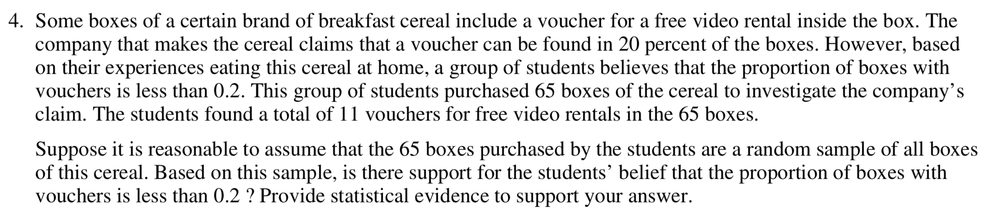 4. Some boxes of a certain brand of breakfast cereal include a voucher for a free video rental inside the box. The
company that makes the cereal claims that a voucher can be found in 20 percent of the boxes. However, based
on their experiences eating this cereal at home, a group of students believes that the proportion of boxes with
vouchers is less than 0.2. This group of students purchased 65 boxes of the cereal to investigate the company’s
claim. The students found a total of 11 vouchers for free video rentals in the 65 boxes.
Suppose it is reasonable to assume that the 65 boxes purchased by the students are a random sample of all boxes
of this cereal. Based on this sample, is there support for the students’ belief that the proportion of boxes with
vouchers is less than 0.2 ? Provide statistical evidence to support your answer.